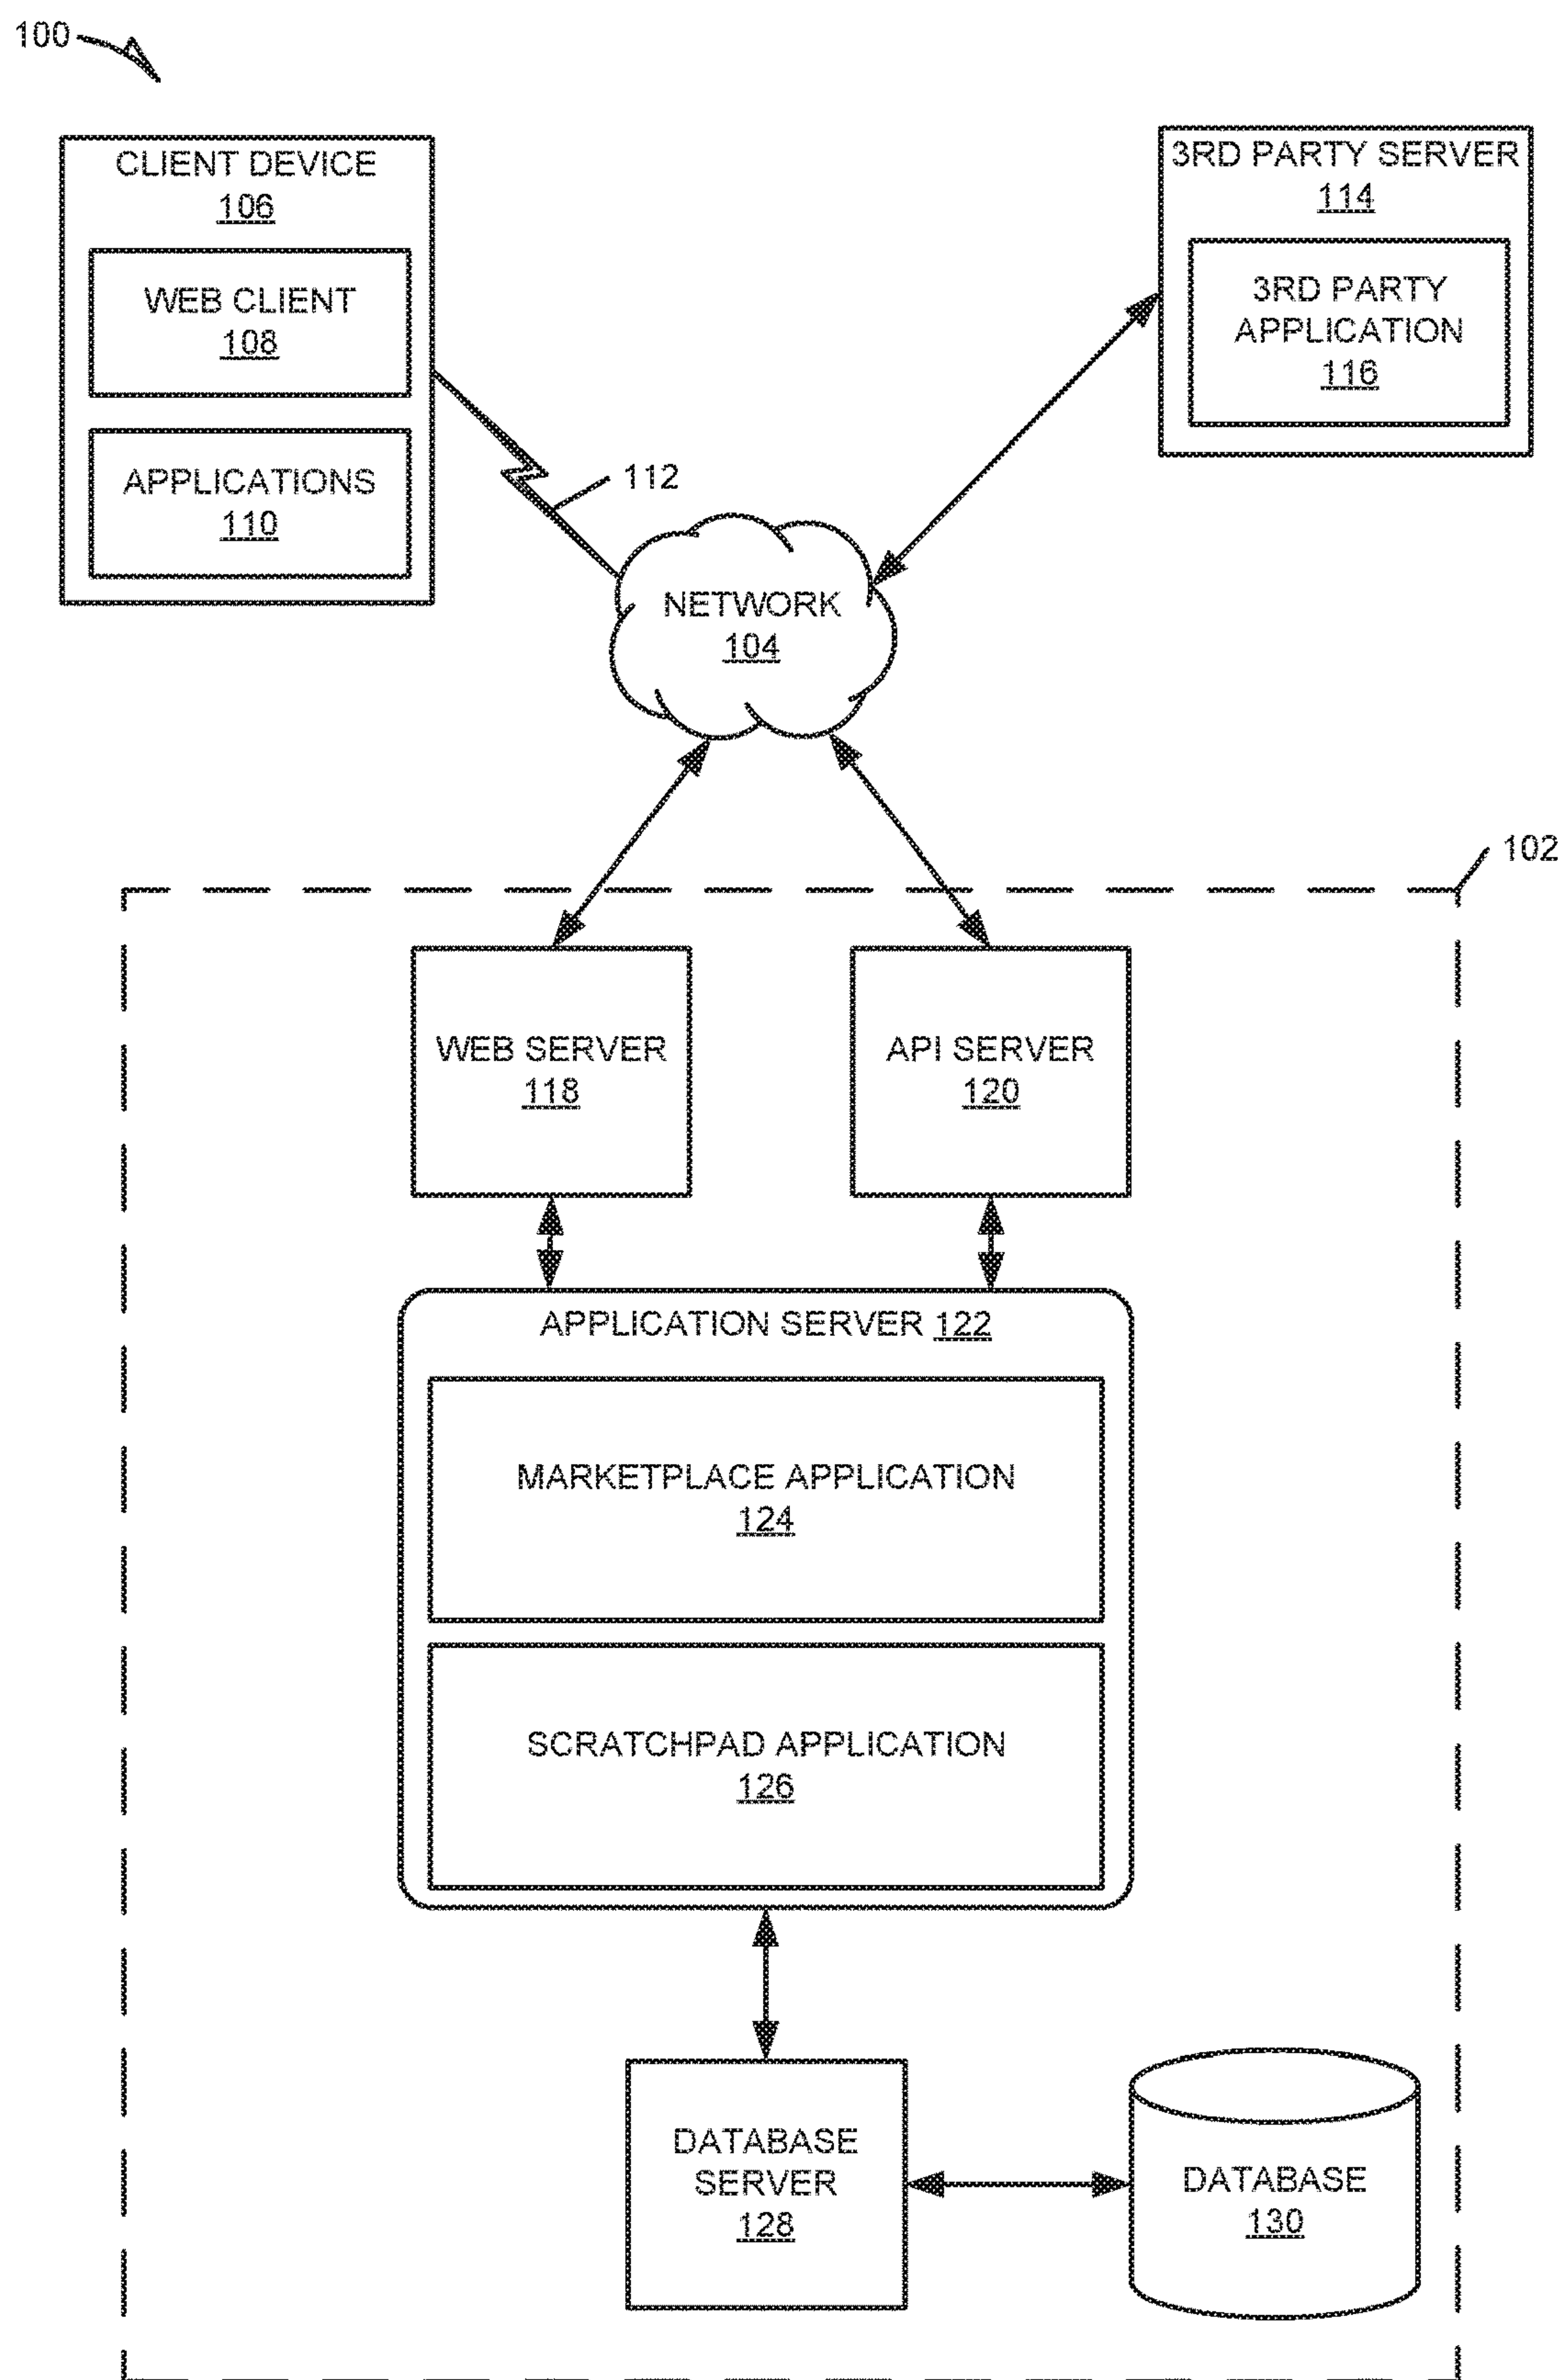 100
CLIENT DEVICE
106
WEB CLIENT
108
APPLICATIONS
110
3RD PARTY SERVER
114
3RD PARTY
APPLICATION
116
112
NETWORK
104
102
WEB SERVER
118
API SERVER
120
APPLICATION SERVER 122
MARKETPLACE APPLICATION
124
SCRATCHPAD APPLICATION
126
DATABASE
SERVER
128
DATABASE
130